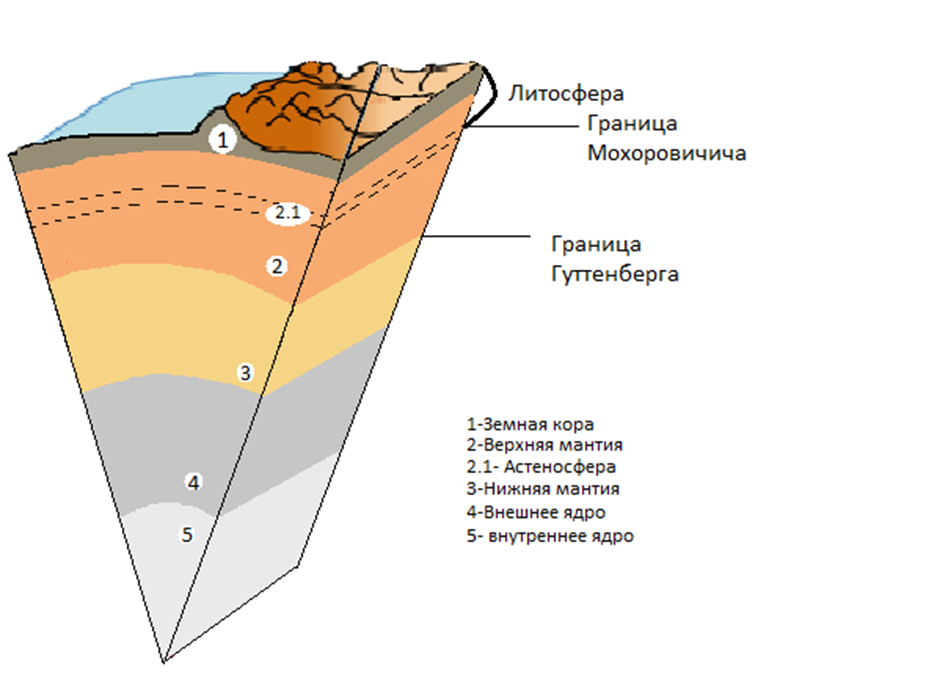 Литосфера
Граница
Мохоровичича
1
2.1
Граница
Гуттенберга
2
3
1-Земная кора
2-Верхняя мантия
2.1- Астеносфера
3-Нижняя мантия
4-Внешнее ядро
5- внутреннее ядро
4
5